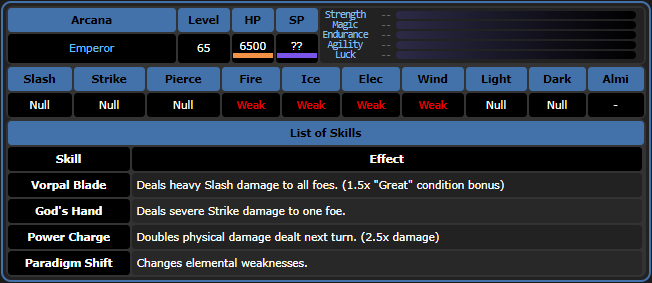 Arcana Level HP SP
Emperor 65 6500 ??
Strength --
Magic --
Endurance --
Agility --
Luck --
Slash Strike Pierce Fire Ice Elec Wind Light Dark Almi
Null Null Null Weak Weak Weak Weak Null Null -
List of Skills
Skill Effect
Vorpal Blade Deals heavy Slash damage to all foes. (1.5x "Great" condition bonus)
God's Hand Deals severe Strike damage to one foe.
Power Charge Doubles physical damage dealt next turn. (2.5x damage)
Paradigm Shift Changes elemental weaknesses.